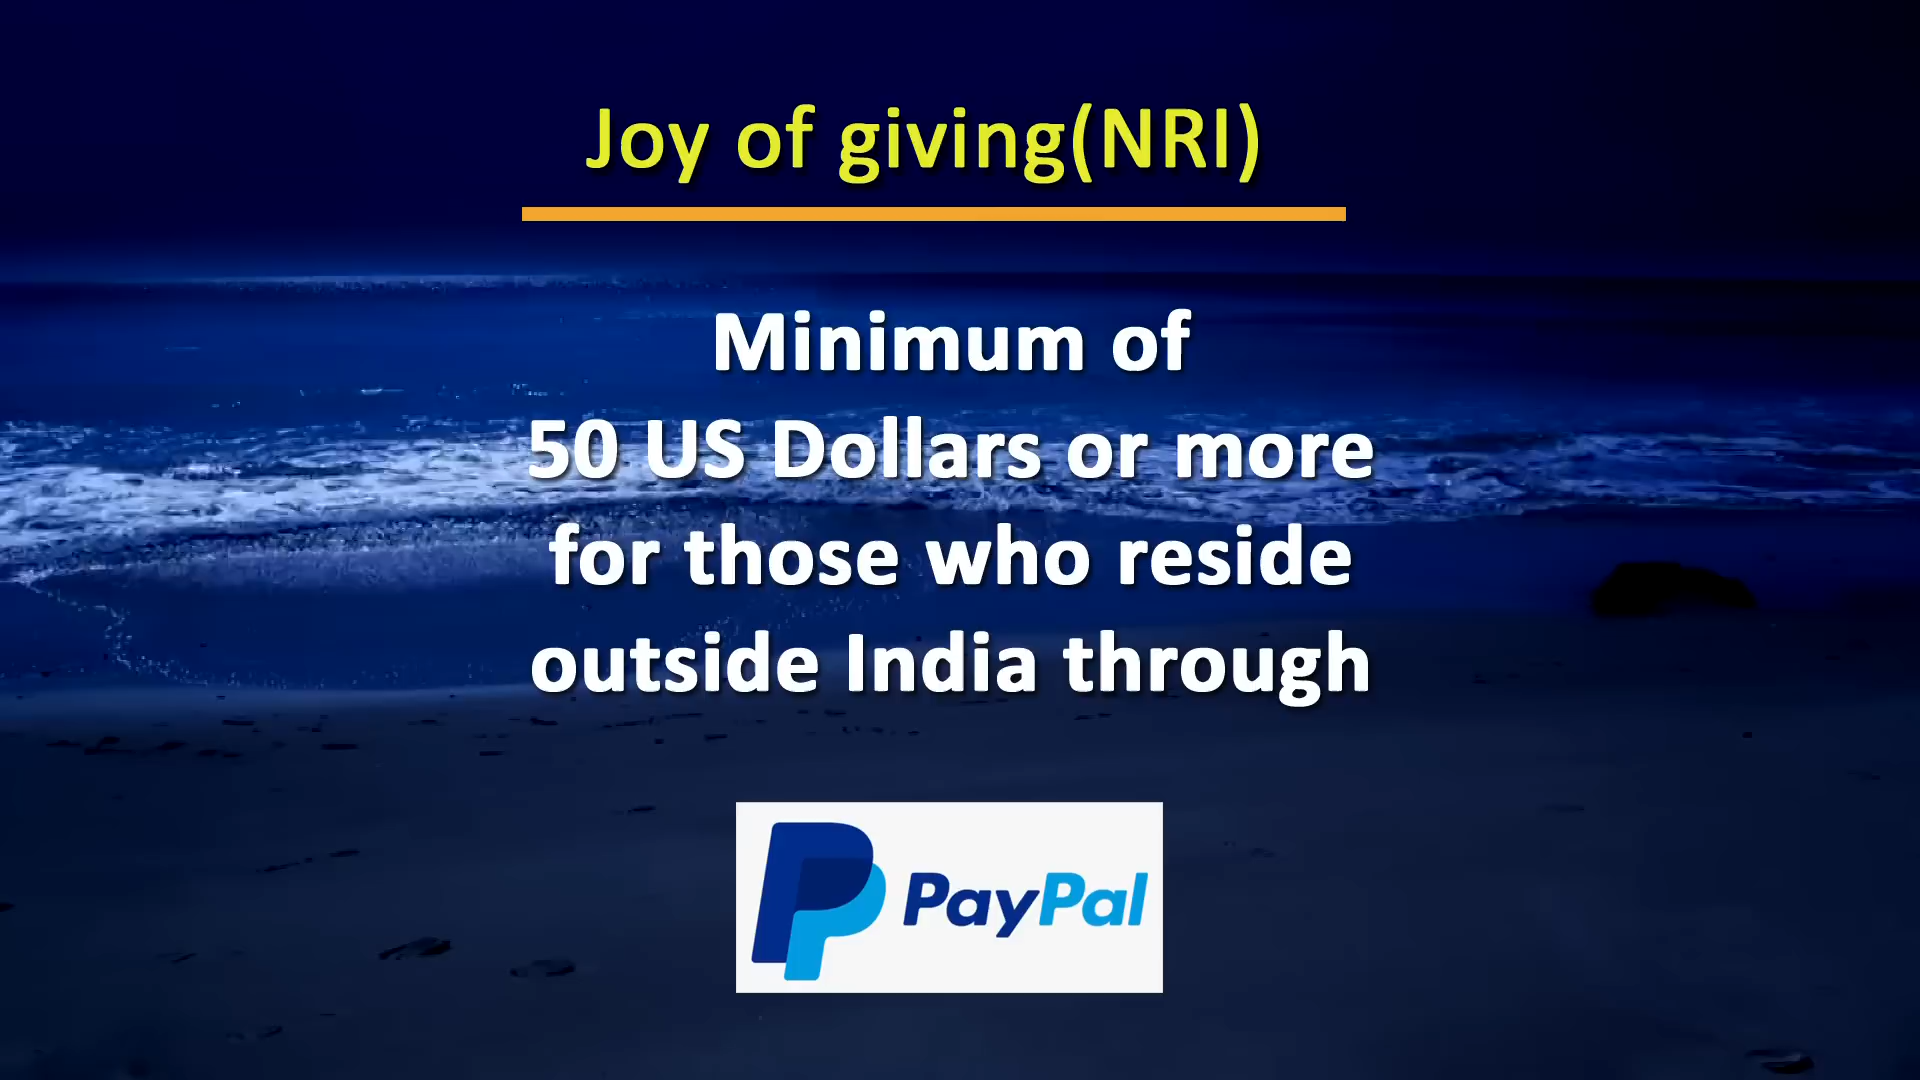 Joy of giving(NRI)
Minimum of
50 US Dollars or more
for those who reside
outside India through
PayPal